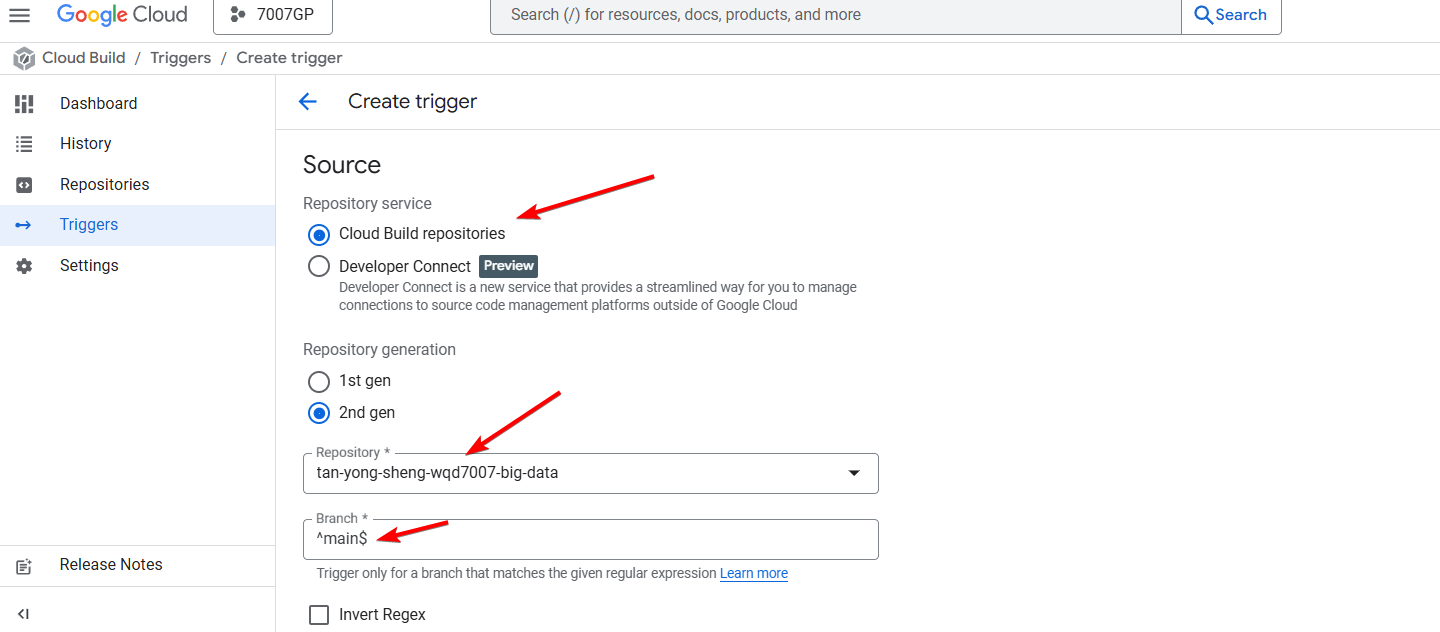 Google Cloud
7007GP
Search (/) for resources, docs, products, and more
Search
Cloud Build / Triggers / Create trigger
Dashboard
History
Repositories
Triggers
Settings
Release Notes
Create trigger
Source
Repository service
Cloud Build repositories
Developer Connect Preview
Developer Connect is a new service that provides a streamlined way for you to manage
connections to source code management platforms outside of Google Cloud
Repository generation
1st gen
2nd gen
Repository *
tan-yong-sheng-wqd7007-big-data
Branch *
^main$
Trigger only for a branch that matches the given regular expression Learn more
Invert Regex